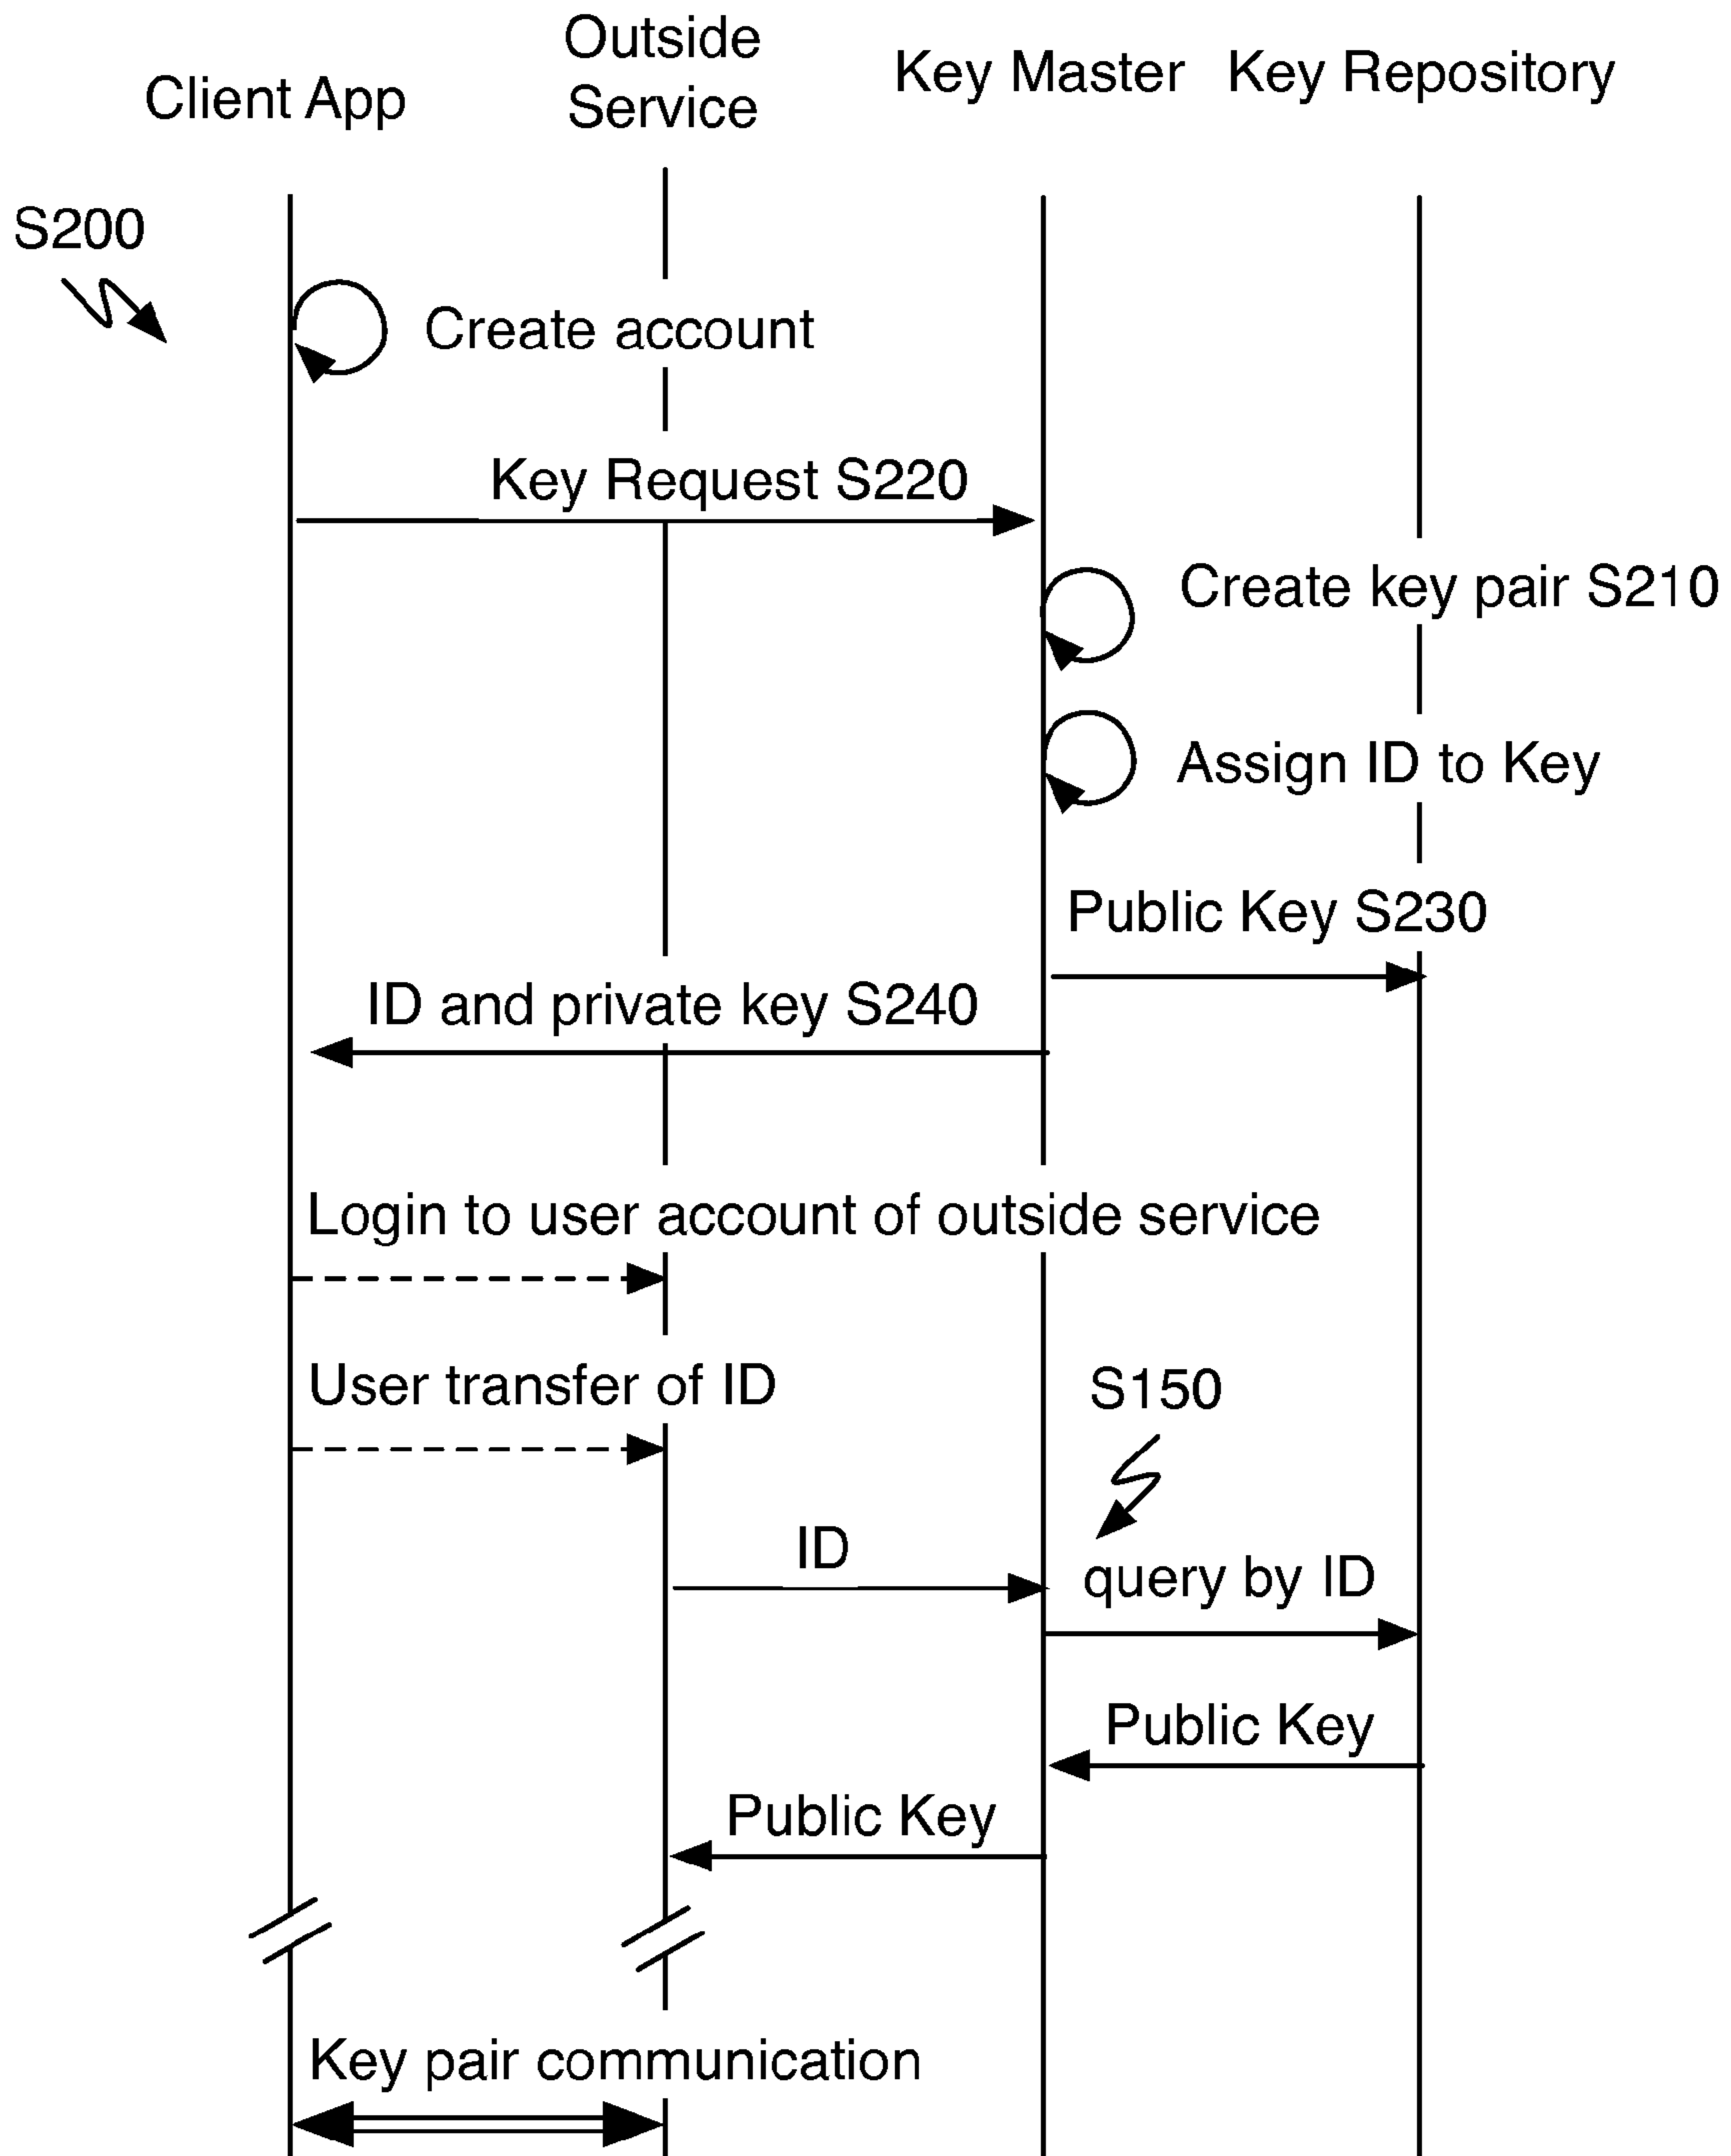 Outside
Service
Client App
Key Master
Key Repository
S200
Create account
Key Request S220
Create key pair S210
Assign ID to Key
Public Key S230
ID and private key S240
Login to user account of outside service
User transfer of ID
S150
ID
query by ID
Public Key
Public Key
Key pair communication